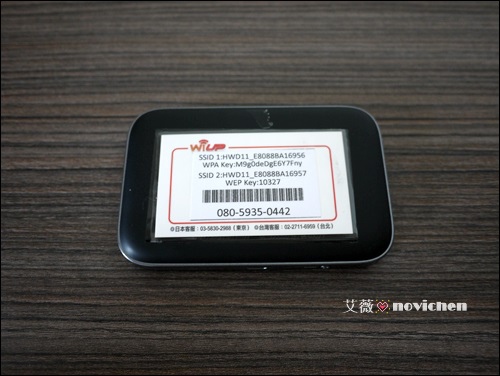 WiUP
SSID 1:HWD11_E8088BA16956
WPA Key:M9g0deDgE6Y7Fny
SSID 2:HWD11_E8088BA16957
WEP Key:10327
080-5935-0442
⊙日本客服：03-5830-2988（東京） ⊙台灣客服：02-2711-6959（台北）
艾薇 novichen